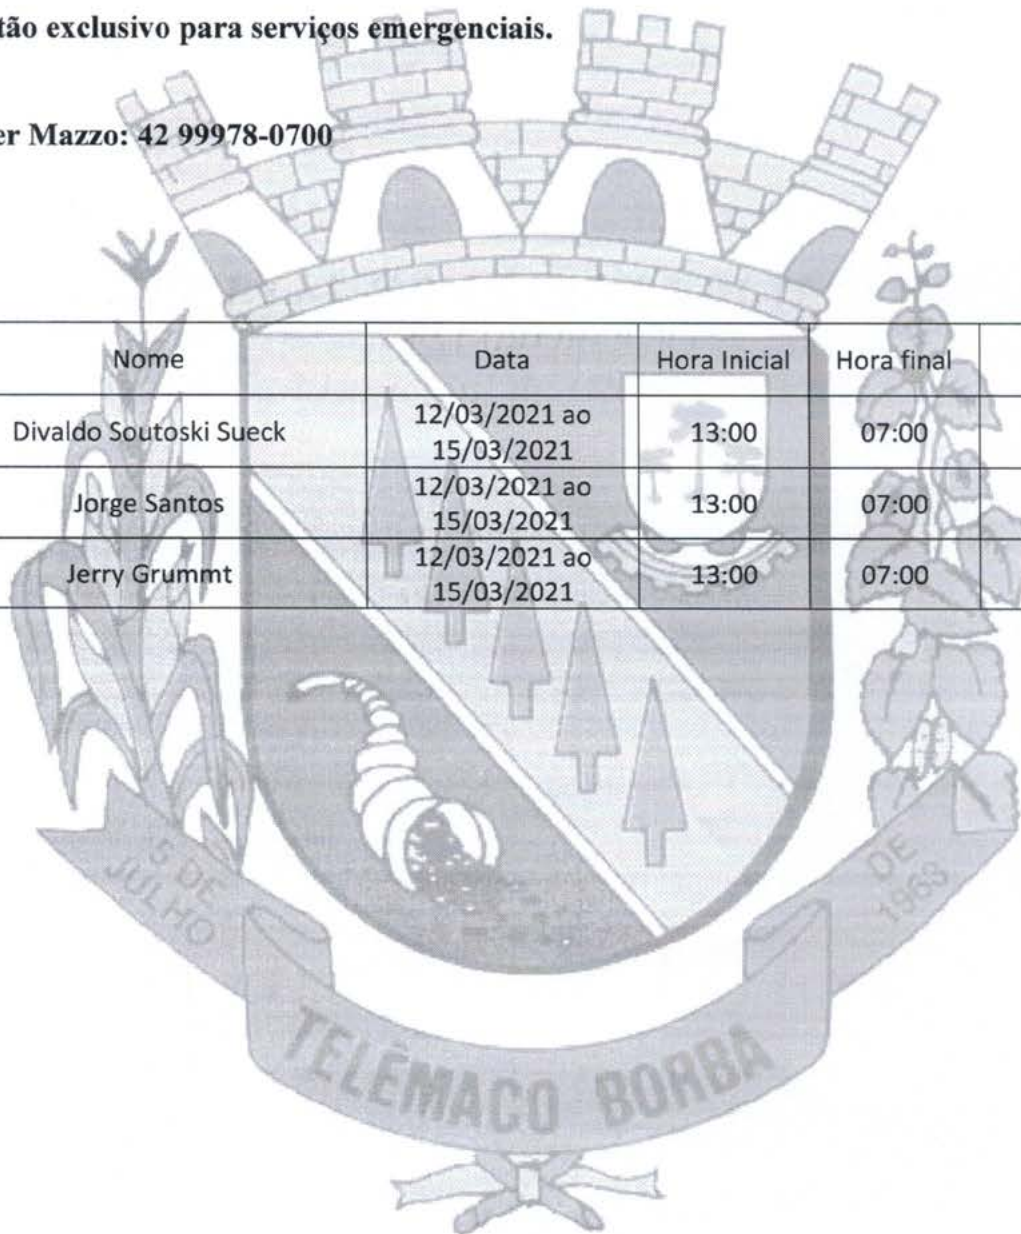 tão exclusivo para serviços emergenciais.
er Mazzo: 42 99978-0700
Nome Data Hora Inicial Hora final
Divaldo Soutoski Sueck 12/03/2021 ao 15/03/2021 13:00 07:00
Jorge Santos 12/03/2021 ao 15/03/2021 13:00 07:00
Jerry Grummt 12/03/2021 ao 15/03/2021 13:00 07:00
5 DE JULHO
DE 1963
TELÊMACO BORBA